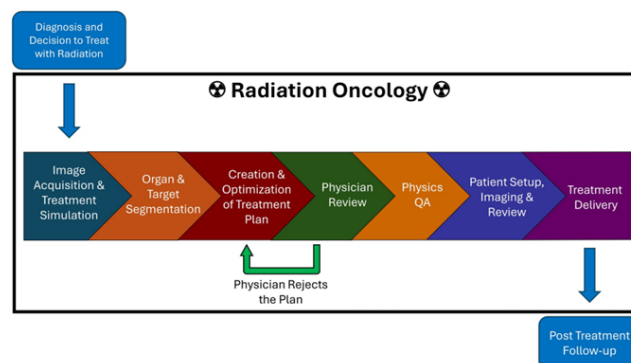 Diagnosis and
Decision to Treat
with Radiation
☢ Radiation Oncology ☢
Image
Acquisition &
Treatment
Simulation
Organ &
Target
Segmentation
Creation &
Optimization
of Treatment
Plan
Physician
Review
Physics
QA
Patient Setup,
Imaging &
Review
Treatment
Delivery
Physician Rejects
the Plan
Post Treatment
Follow-up